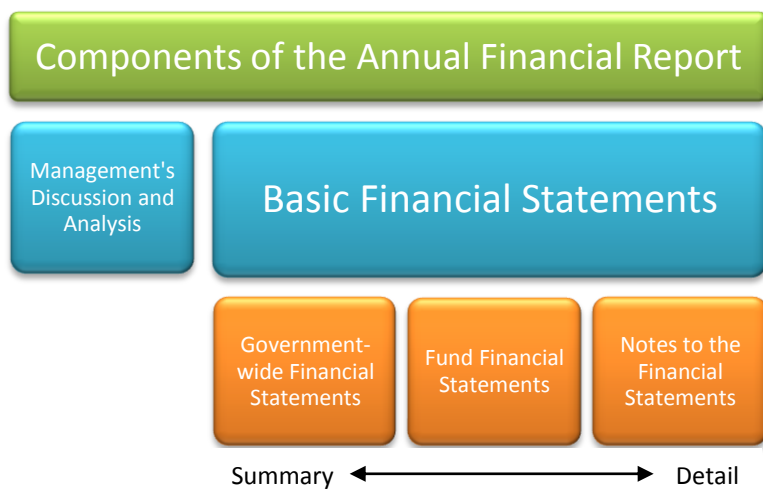 Components of the Annual Financial Report
Management's
Discussion and
Analysis
Basic Financial Statements
Government-
wide Financial
Statements
Fund Financial
Statements
Notes to the
Financial
Statements
Summary
Detail